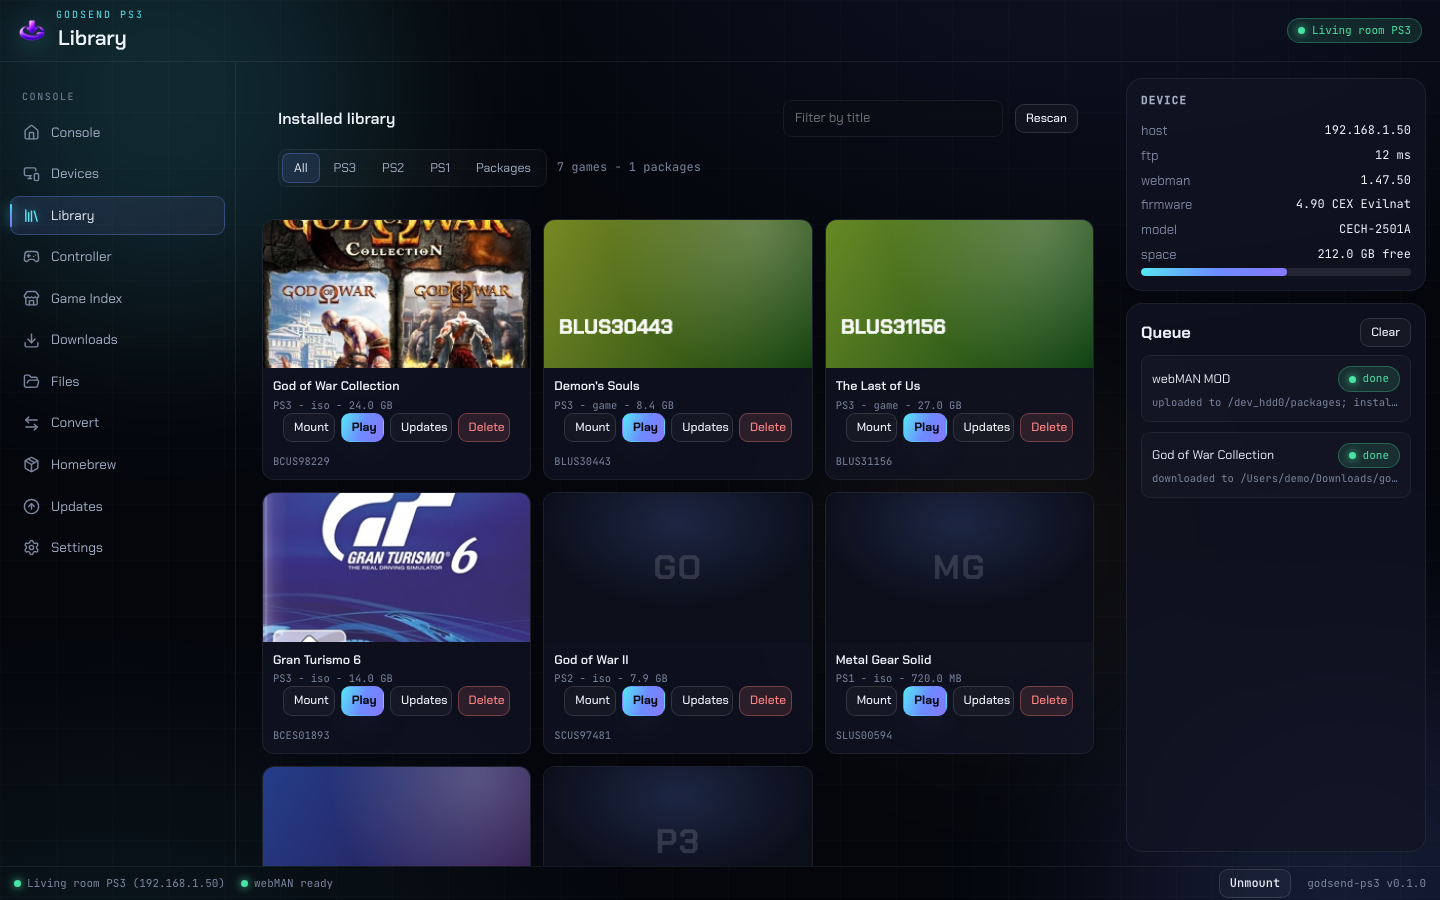 GODSEND PS3
Library
Living room PS3
CONSOLE
Console
Devices
Library
Controller
Game Index
Downloads
Files
Convert
Homebrew
Updates
Settings
Installed library
Filter by title
Rescan
All PS3 PS2 PS1 Packages 7 games - 1 packages
GOD OF WAR
COLLECTION
GOD OF WAR
GOD OF WAR
God of War Collection
PS3 - iso - 24.0 GB
Mount Play Updates Delete
BCUS98229
BLUS30443
Demon's Souls
PS3 - game - 8.4 GB
Mount Play Updates Delete
BLUS30443
BLUS31156
The Last of Us
PS3 - game - 27.0 GB
Mount Play Updates Delete
BLUS31156
GT
GRAN TURISMO 6
THE REAL DRIVING SIMULATOR
Gran Turismo 6
PS3 - iso - 14.0 GB
Mount Play Updates Delete
BCES01893
GO
God of War II
PS2 - iso - 7.9 GB
Mount Play Updates Delete
SCUS97481
MG
Metal Gear Solid
PS1 - iso - 720.0 MB
Mount Play Updates Delete
SLUS00594
P3
DEVICE
host 192.168.1.50
ftp 12 ms
webman 1.47.50
firmware 4.90 CEX Evilnat
model CECH-2501A
space 212.0 GB free
Queue
Clear
webMAN MOD done
uploaded to /dev_hdd0/packages; instal…
God of War Collection done
downloaded to /Users/demo/Downloads/go…
Living room PS3 (192.168.1.50) webMAN ready
Unmount godsend-ps3 v0.1.0